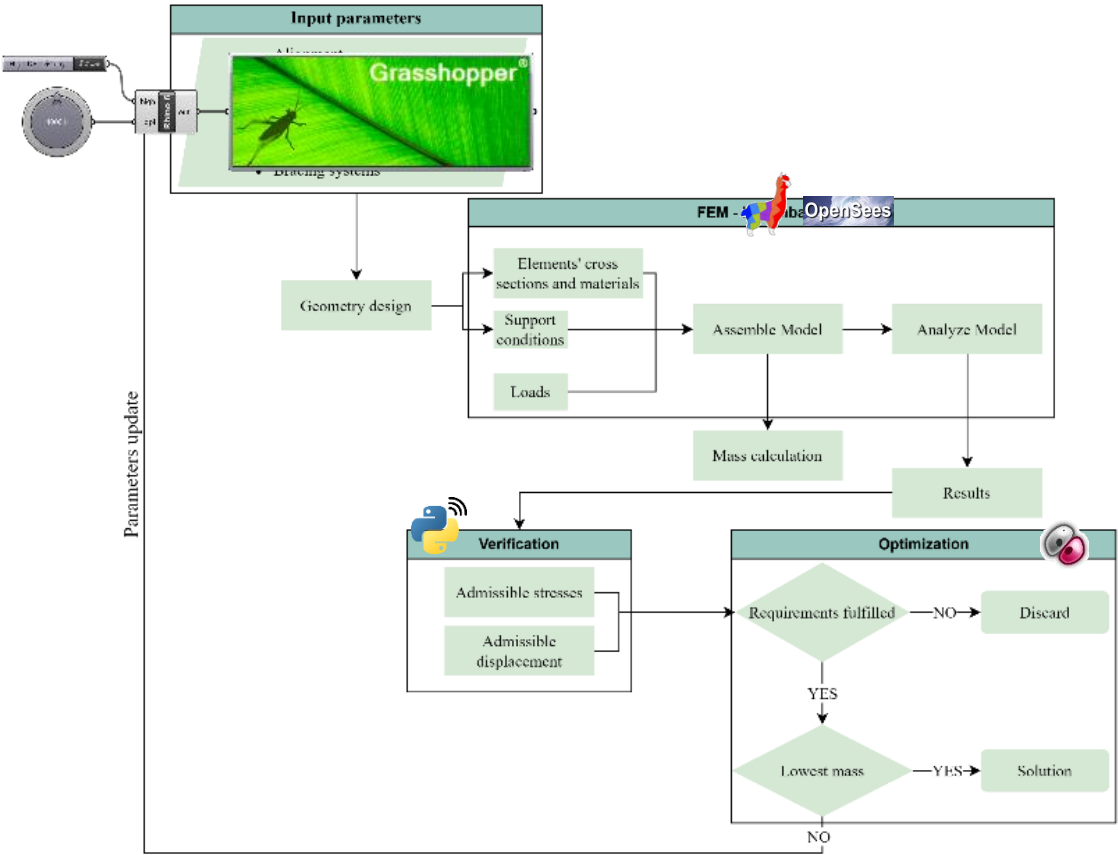 Input parameters
Grasshopper®
Bracing systems
out
FEM -
OpenSees
Elements' cross
sections and materials
Geometry design
Support
conditions
Assemble Model
Analyze Model
Loads
Parameters update
Mass calculation
Results
Verification
Optimization
Admissible stresses
Admissible
displacement
Requirements fulfilled
NO
Discard
YES
Lowest mass
YES
Solution
NO